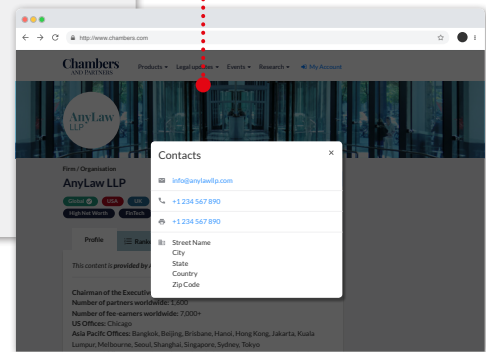 http://www.chambers.com
Chambers
AND PARTNERS
Products Legal updates Events Research My Account
AnyLaw
LLP
Contacts ×
info@anylawllp.com
+1 234 567 890
+1 234 567 890
Street Name
City
State
Country
Zip Code
Firm / Organisation
AnyLaw LLP
Global USA UK
High Net Worth FinTech
Profile Ranke
This content is provided by
Chairman of the Executive
Number of partners worldwide: 1,600
Number of fee-earners worldwide: 7,000+
US Offices: Chicago
Asia Pacific Offices: Bangkok, Beijing, Brisbane, Hanoi, Hong Kong, Jakarta, Kuala
Lumpur, Melbourne, Seoul, Shanghai, Singapore, Sydney, Tokyo